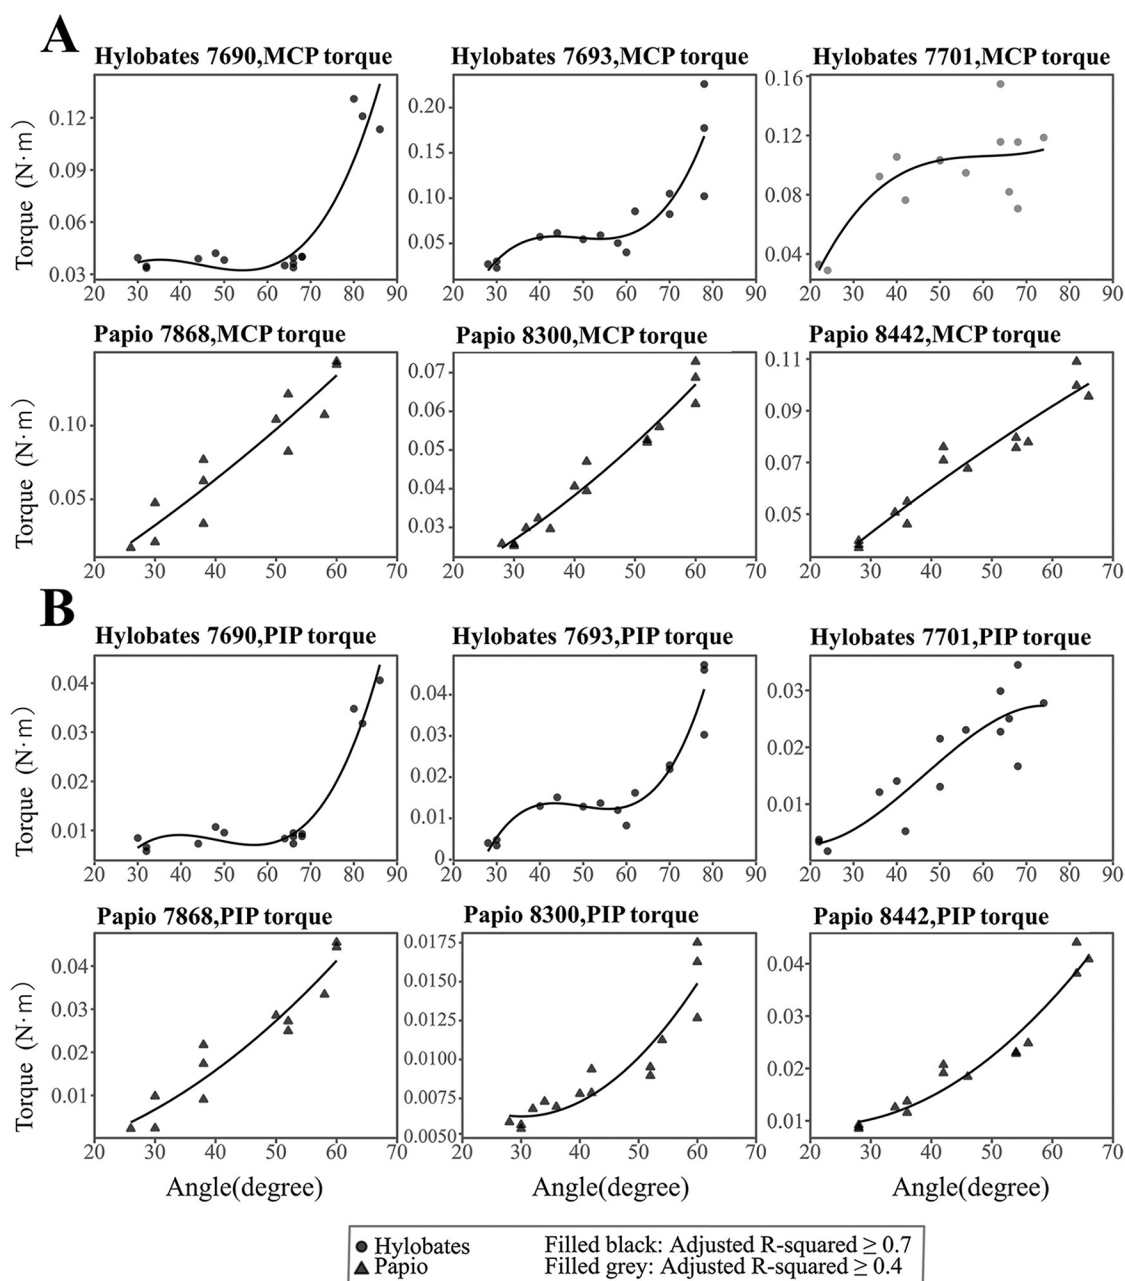 A
Hylobates 7690,MCP torque
Hylobates 7693,MCP torque
Hylobates 7701,MCP torque
Torque (N·m)
0.12
0.09
0.06
0.03
20 30 40 50 60 70 80 90
0.20
0.15
0.10
0.05
20 30 40 50 60 70 80 90
0.16
0.12
0.08
0.04
20 30 40 50 60 70 80 90
Papio 7868,MCP torque
Papio 8300,MCP torque
Papio 8442,MCP torque
Torque (N·m)
0.10
0.05
20 30 40 50 60 70
0.07
0.06
0.05
0.04
0.03
20 30 40 50 60 70
0.11
0.09
0.07
0.05
20 30 40 50 60 70
B
Hylobates 7690,PIP torque
Hylobates 7693,PIP torque
Hylobates 7701,PIP torque
Torque (N·m)
0.04
0.03
0.02
0.01
20 30 40 50 60 70 80 90
0.04
0.03
0.02
0.01
0
20 30 40 50 60 70 80 90
0.03
0.02
0.01
20 30 40 50 60 70 80 90
Papio 7868,PIP torque
Papio 8300,PIP torque
Papio 8442,PIP torque
Torque (N·m)
0.04
0.03
0.02
0.01
20 30 40 50 60 70
0.0175
0.0150
0.0125
0.0100
0.0075
0.0050
20 30 40 50 60 70
0.04
0.03
0.02
0.01
20 30 40 50 60 70
Angle(degree)
Angle(degree)
Angle(degree)
Hylobates
Filled black: Adjusted R-squared ≥ 0.7
Papio
Filled grey: Adjusted R-squared ≥ 0.4